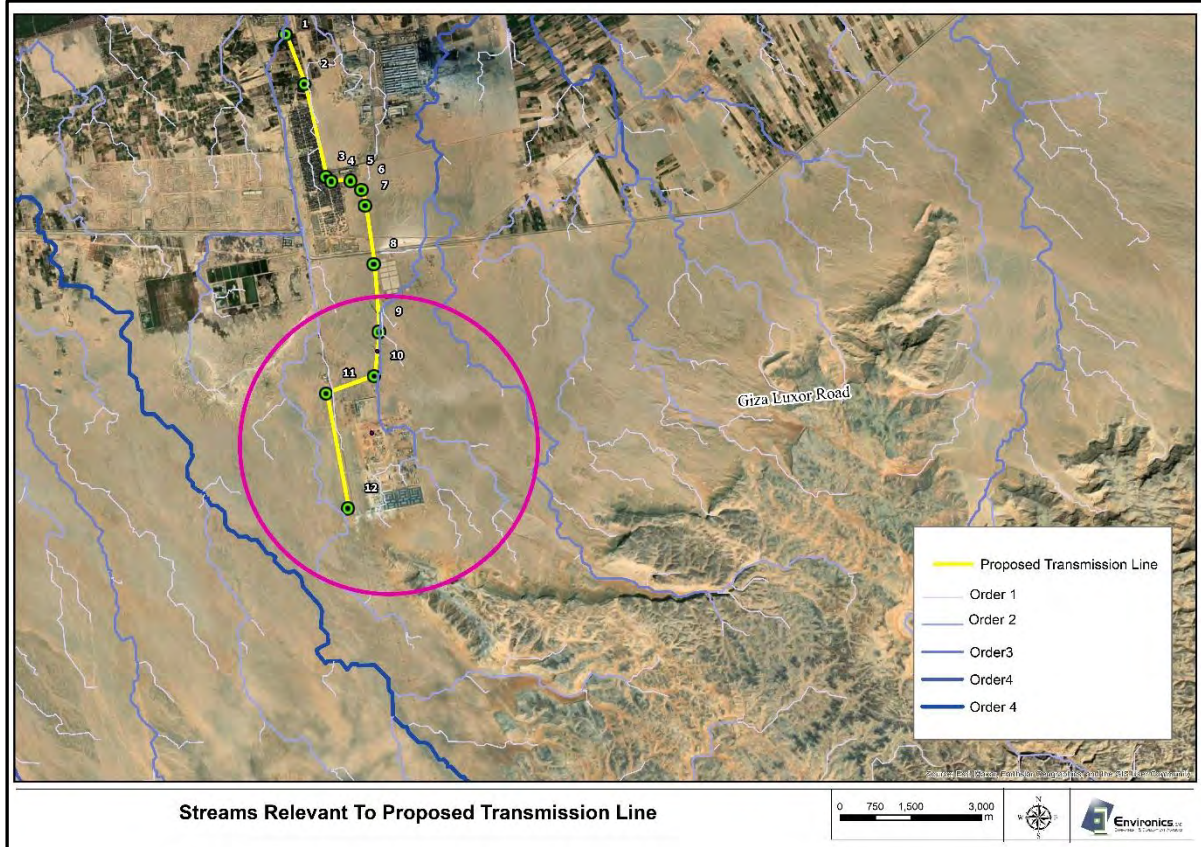 1
2
3
4
5
6
7
8
9
10
11
12
Giza Luxor Road
Proposed Transmission Line
Order 1
Order 2
Order3
Order4
Order 4
Streams Relevant To Proposed Transmission Line
0 750 1,500 3,000
m
N
W E
S
Environics